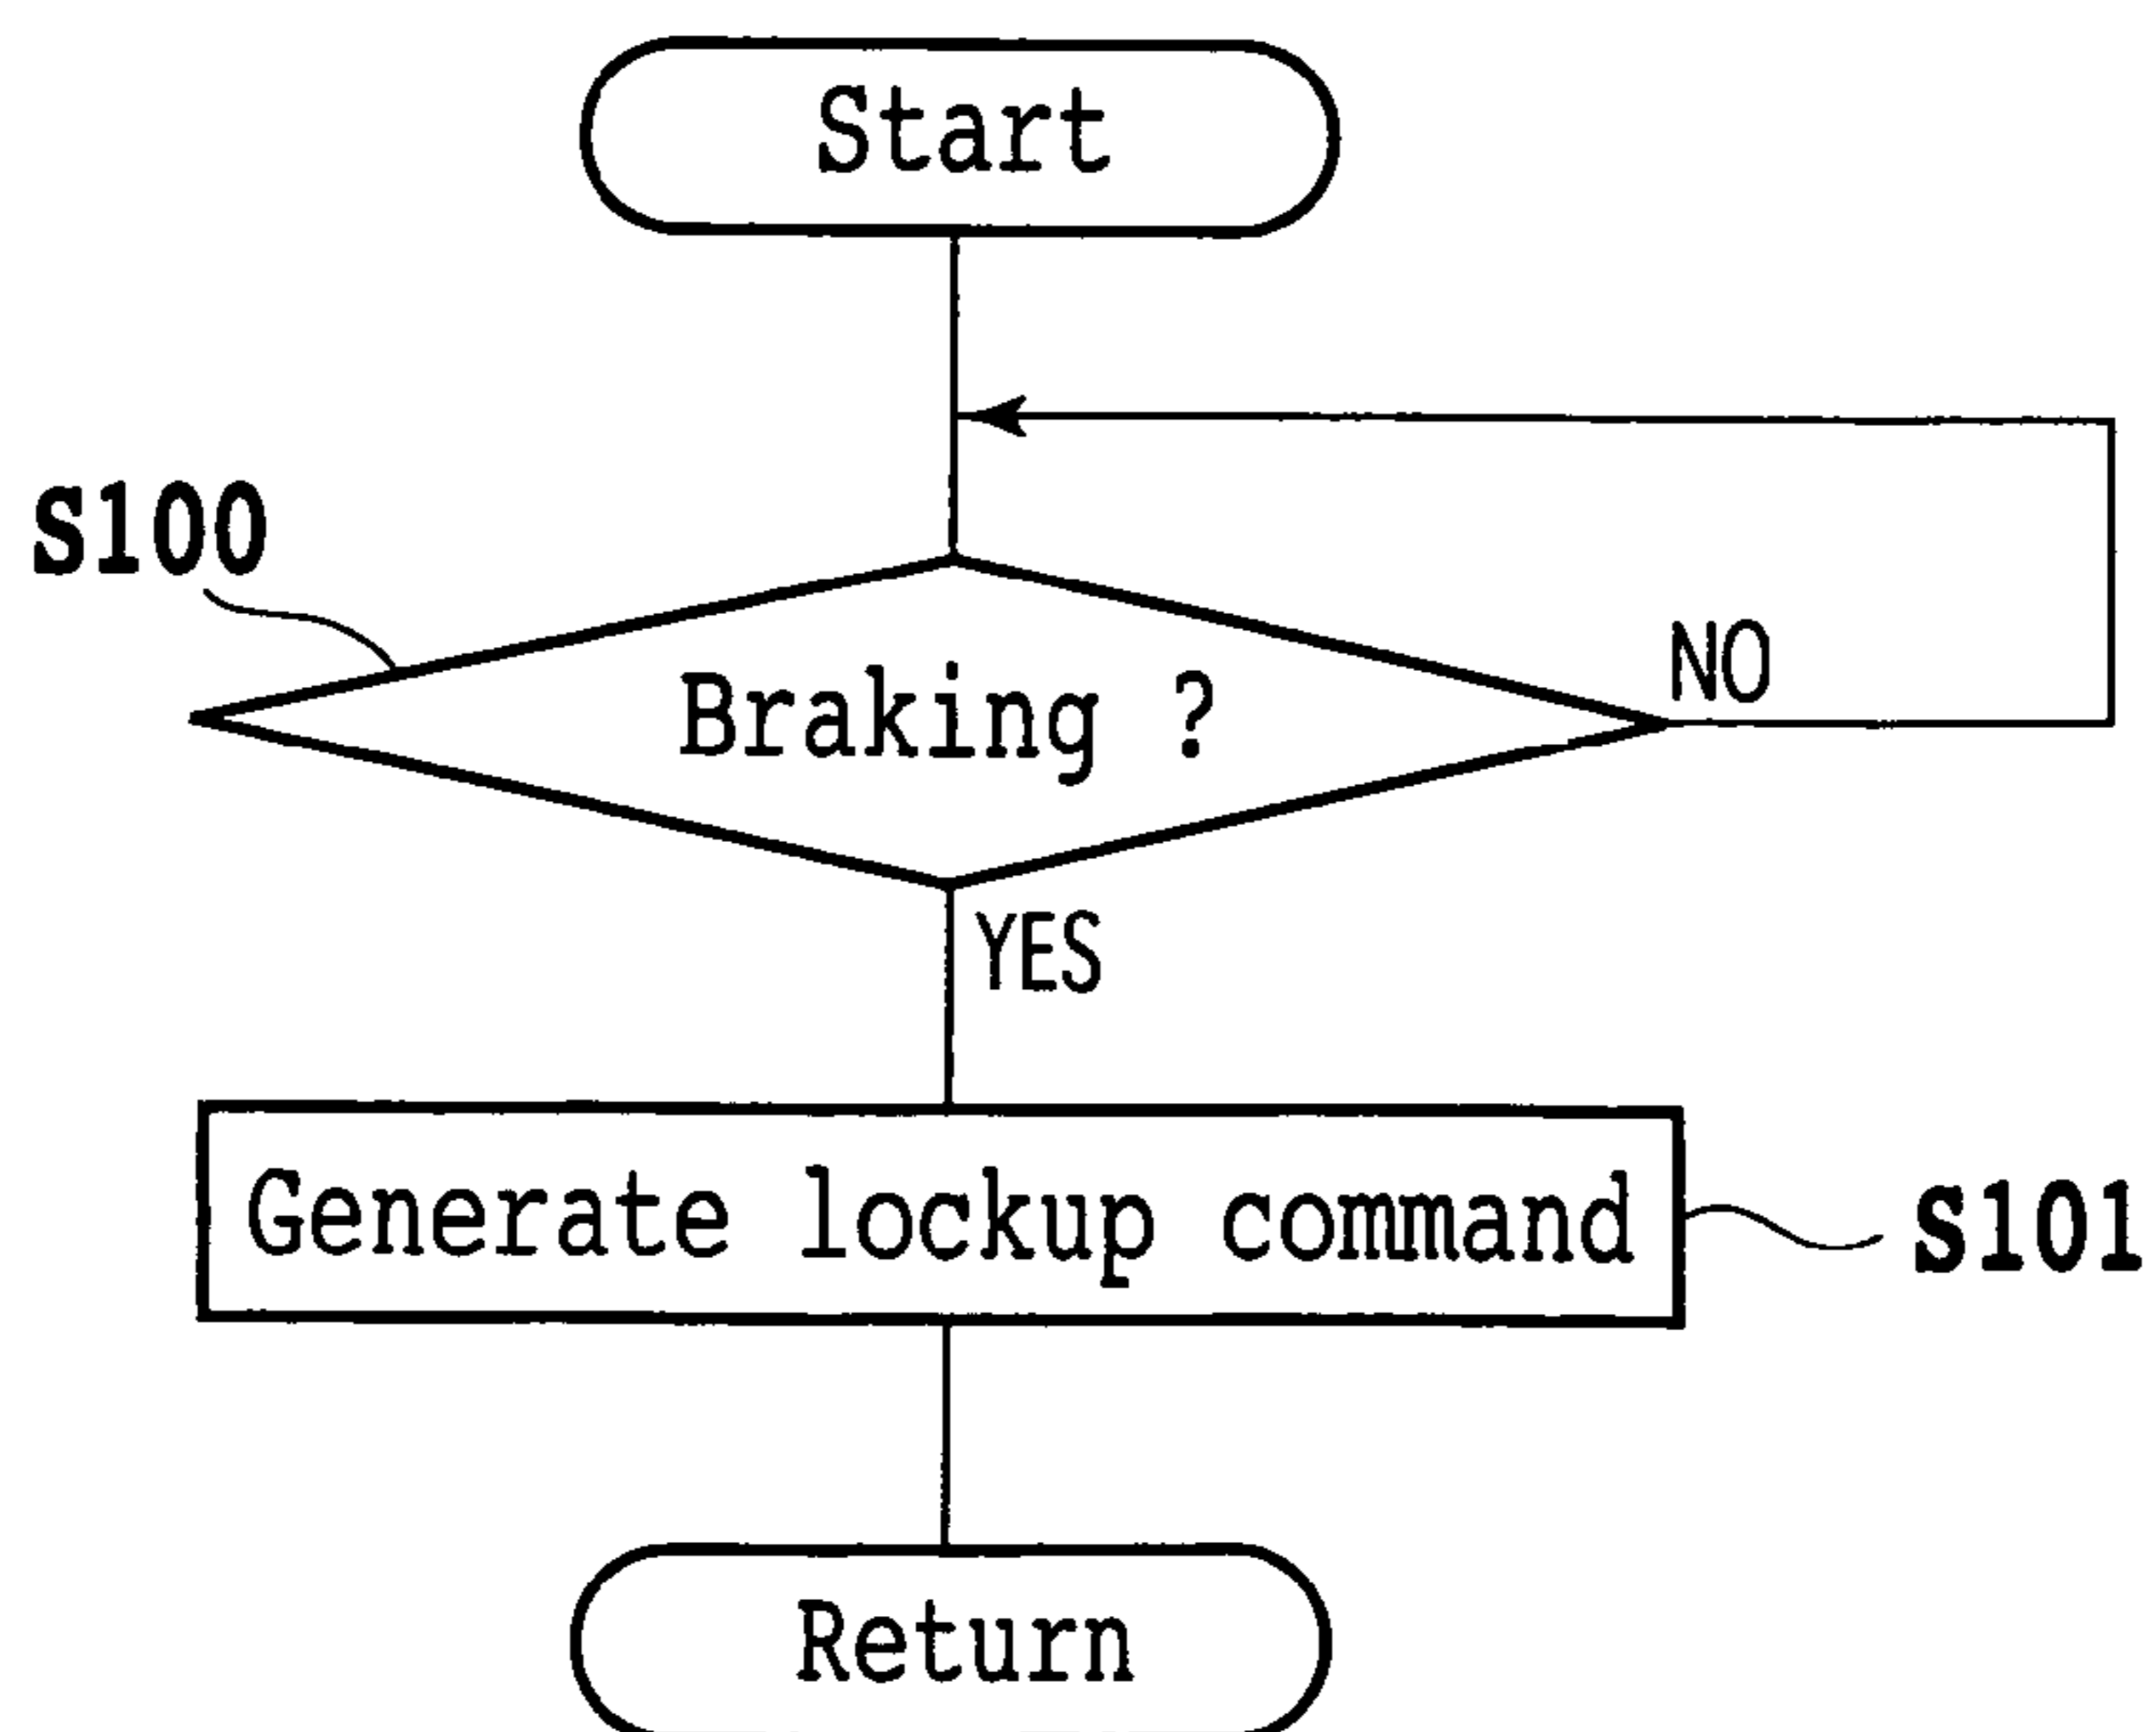 Start
S100
Braking ?
NO
YES
Generate lockup command
S101
Return